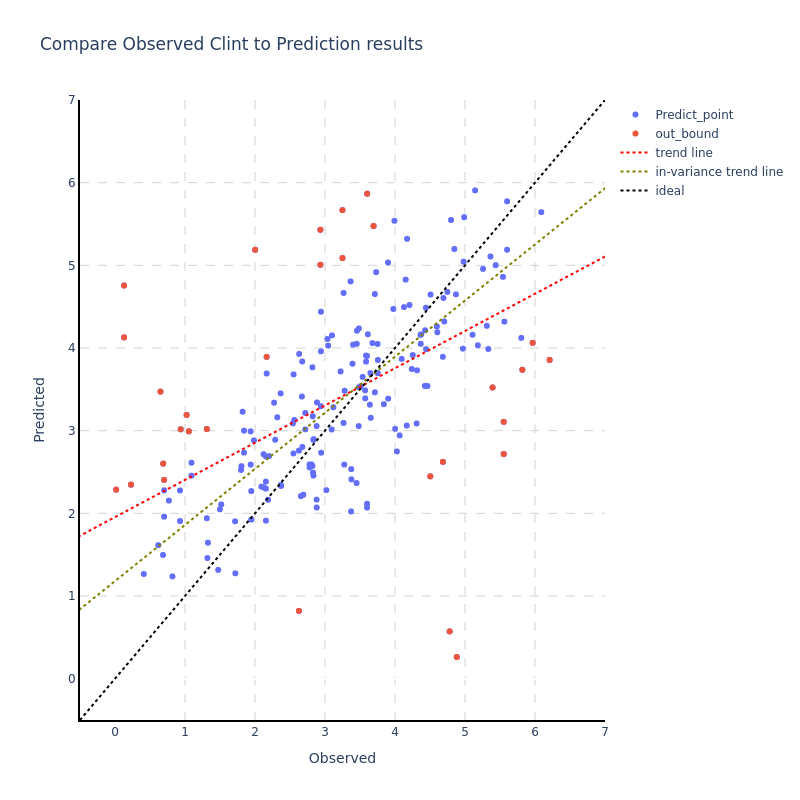 Compare Observed Clint to Prediction results
Predict_point
out_bound
trend line
in-variance trend line
ideal
7
6
5
4
3
2
1
0
Predicted
0 1 2 3 4 5 6 7
Observed